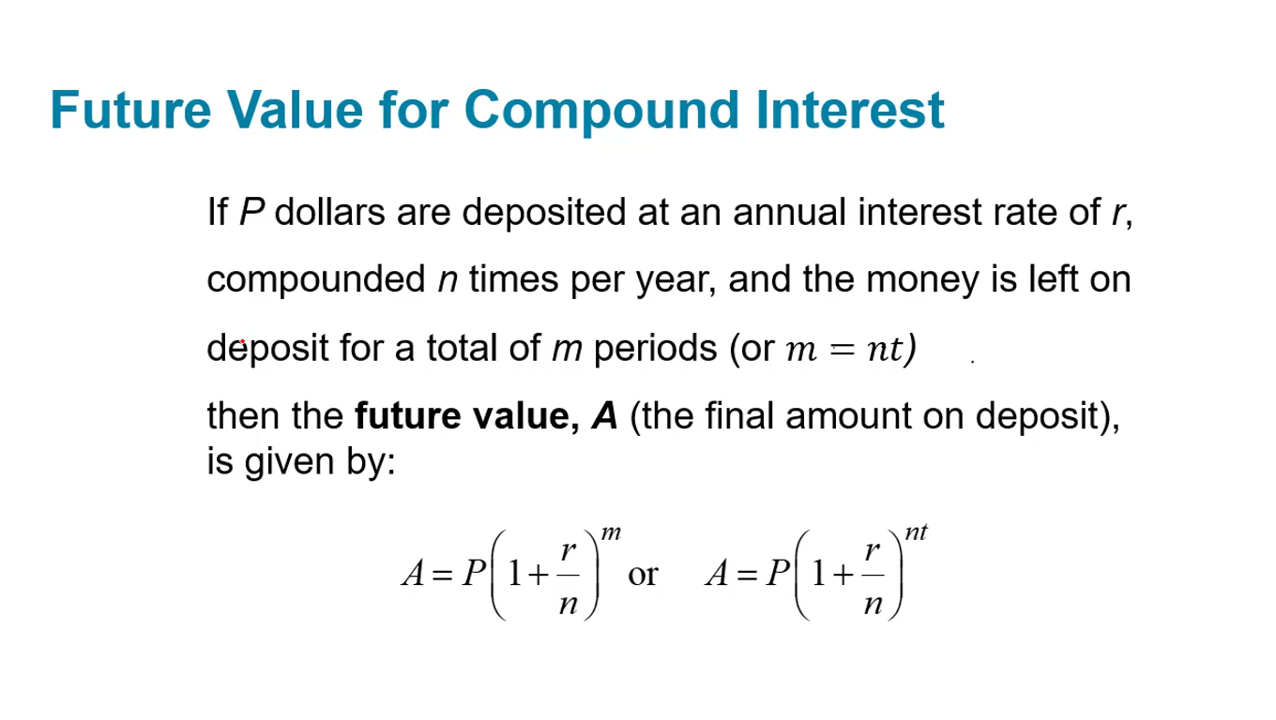 Future Value for Compound Interest
If P dollars are deposited at an annual interest rate of r,
compounded n times per year, and the money is left on
deposit for a total of m periods (or m = nt)
then the future value, A (the final amount on deposit),
is given by:
A = P(1 + r/n)^m or A = P(1 + r/n)^nt